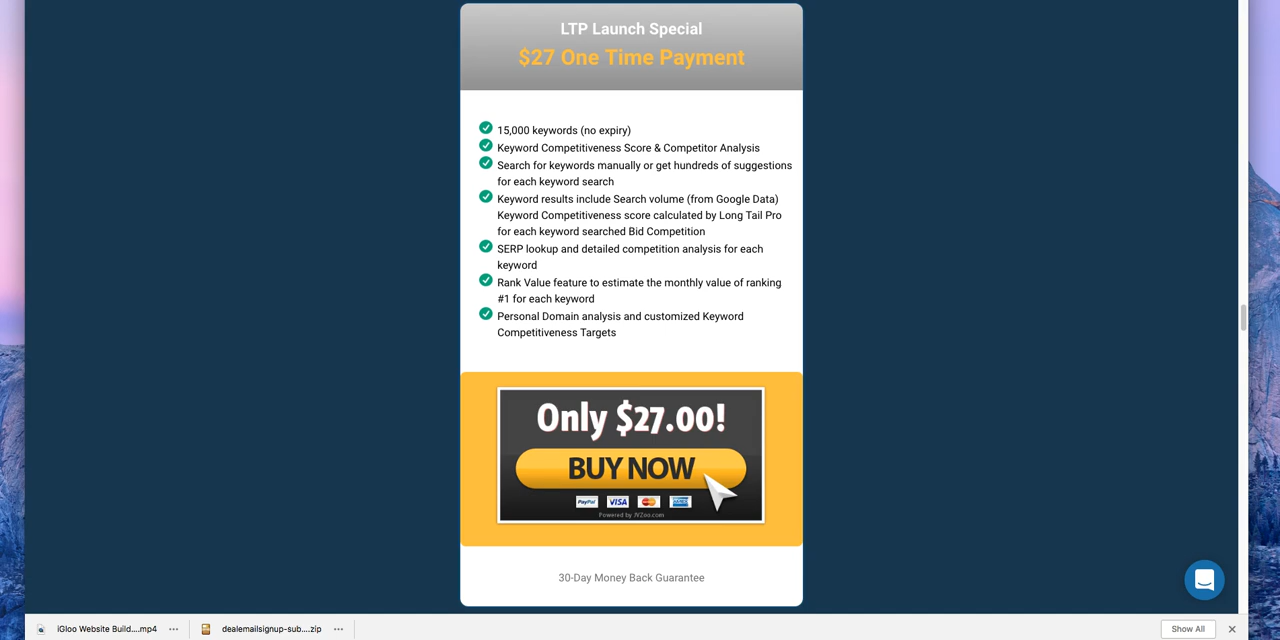 LTP Launch Special
$27 One Time Payment
15,000 keywords (no expiry)
Keyword Competitiveness Score & Competitor Analysis
Search for keywords manually or get hundreds of suggestions
for each keyword search
Keyword results include Search volume (from Google Data)
Keyword Competitiveness score calculated by Long Tail Pro
for each keyword searched Bid Competition
SERP lookup and detailed competition analysis for each
keyword
Rank Value feature to estimate the monthly value of ranking
#1 for each keyword
Personal Domain analysis and customized Keyword
Competitiveness Targets
Only $27.00!
BUY NOW
PayPal VISA MasterCard AMERICAN EXPRESS
Powered by JVZoo.com
30-Day Money Back Guarantee
iGloo Website Build....mp4
dealemailsignup-sub....zip
Show All